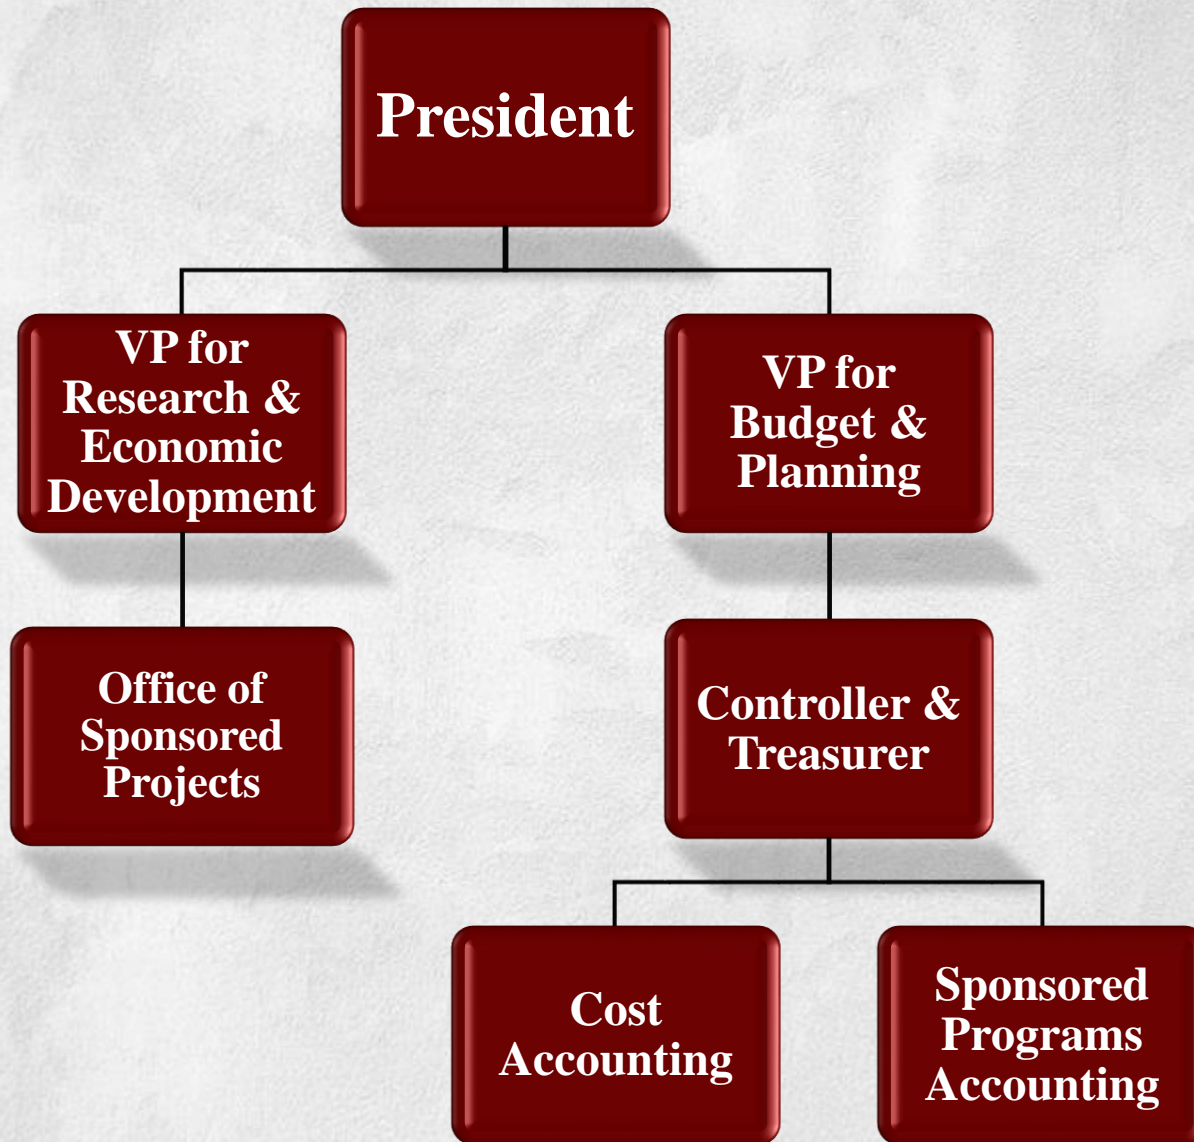 President
VP for
Research &
Economic
Development
VP for
Budget &
Planning
Office of
Sponsored
Projects
Controller &
Treasurer
Cost
Accounting
Sponsored
Programs
Accounting